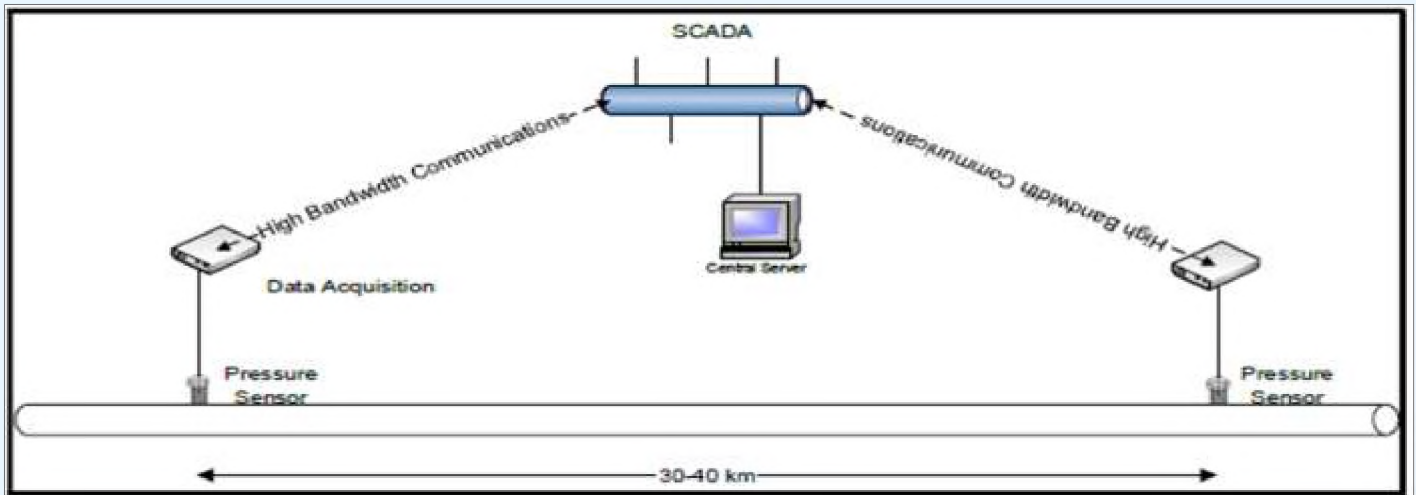 SCADA
High Bandwidth Communications
High Bandwidth Communications
Central Server
Data Acquisition
Pressure
Sensor
Pressure
Sensor
30-40 km